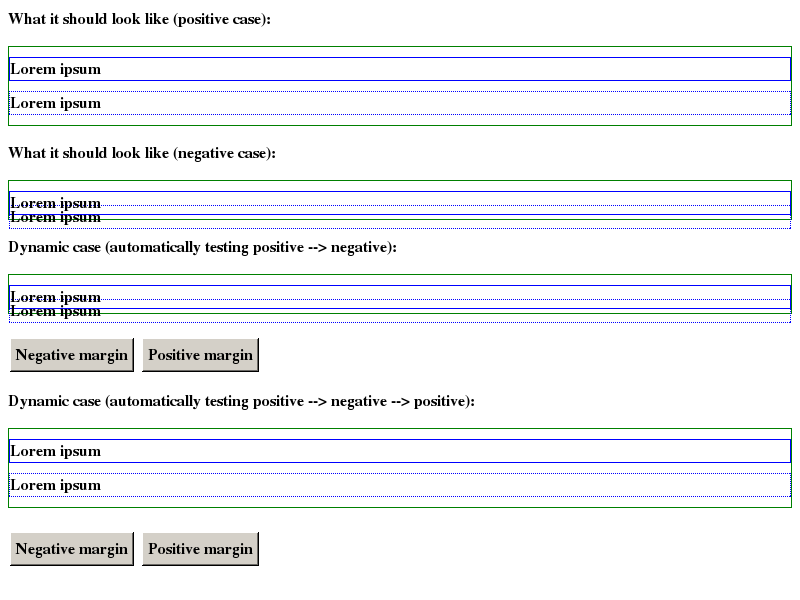 What it should look like (positive case):
Lorem ipsum
Lorem ipsum
What it should look like (negative case):
Lorem ipsum
Lorem ipsum
Dynamic case (automatically testing positive --> negative):
Lorem ipsum
Lorem ipsum
Negative margin Positive margin
Dynamic case (automatically testing positive --> negative --> positive):
Lorem ipsum
Lorem ipsum
Negative margin Positive margin